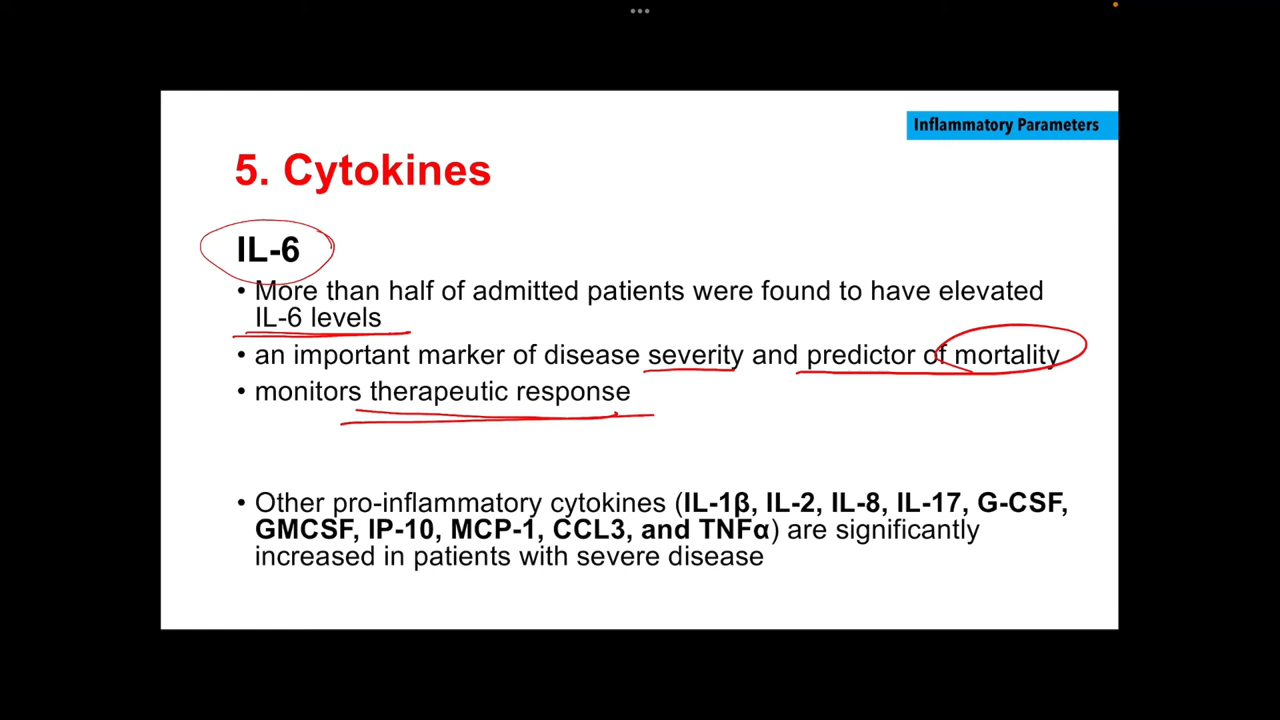 Inflammatory Parameters
5. Cytokines
IL-6
• More than half of admitted patients were found to have elevated
IL-6 levels
• an important marker of disease severity and predictor of mortality
• monitors therapeutic response
• Other pro-inflammatory cytokines (IL-1β, IL-2, IL-8, IL-17, G-CSF,
GMCSF, IP-10, MCP-1, CCL3, and TNFα) are significantly
increased in patients with severe disease